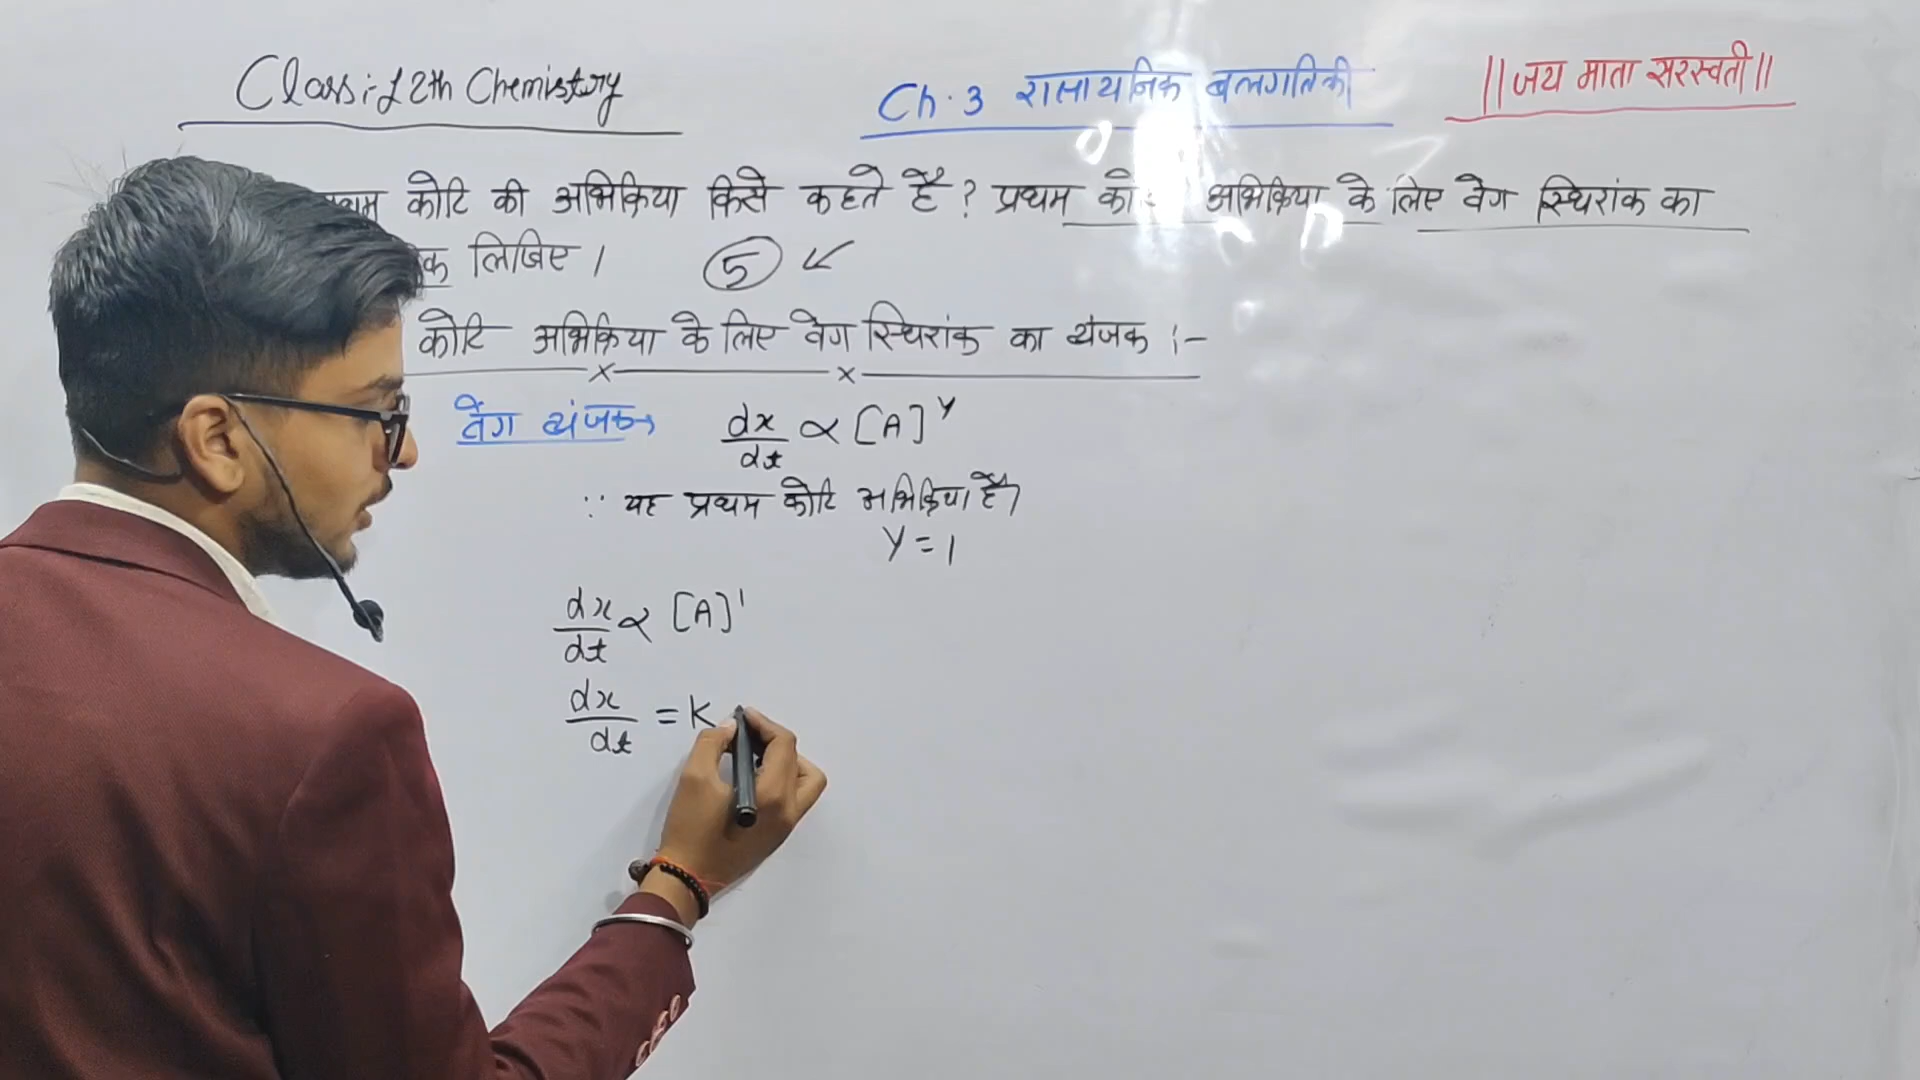 Class:-12th Chemistry
Ch.3 रासायनिक बलगतिकी
||जय माता सरस्वती||
कोटि की अभिक्रिया किसे कहते हैं? प्रथम अभिक्रिया के लिए वेग स्थिरांक का
लिखिए। 5
कोटि अभिक्रिया के लिए वेग स्थिरांक का व्यंजक :-
वेग व्यंजक→ dx/dt ∝ [A]^y
∵ यह प्रथम कोटि अभिक्रिया है।
y = 1
dx/dt ∝ [A]^1
dx/dt = K